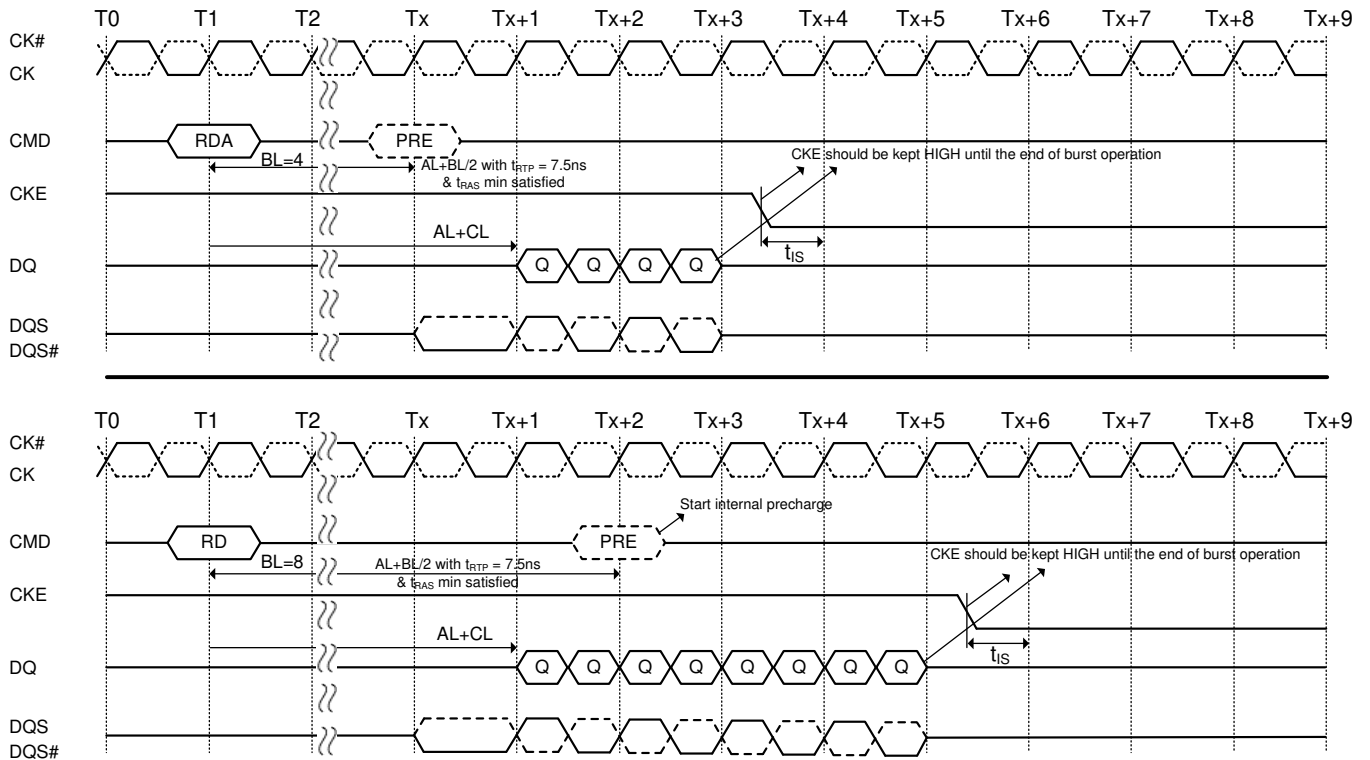 T0 T1 T2 Tx Tx+1 Tx+2 Tx+3 Tx+4 Tx+5 Tx+6 Tx+7 Tx+8 Tx+9
CK#
CK
CMD RDA PRE
CKE should be kept HIGH until the end of burst operation
BL=4 AL+BL/2 with tRTP = 7.5ns
& tRAS min satisfied
CKE
AL+CL
tIS
DQ Q Q Q Q
DQS
DQS#
T0 T1 T2 Tx Tx+1 Tx+2 Tx+3 Tx+4 Tx+5 Tx+6 Tx+7 Tx+8 Tx+9
CK#
CK
Start internal precharge
CMD RD PRE
CKE should be kept HIGH until the end of burst operation
BL=8 AL+BL/2 with tRTP = 7.5ns
& tRAS min satisfied
CKE
AL+CL
tIS
DQ Q Q Q Q Q Q Q Q
DQS
DQS#